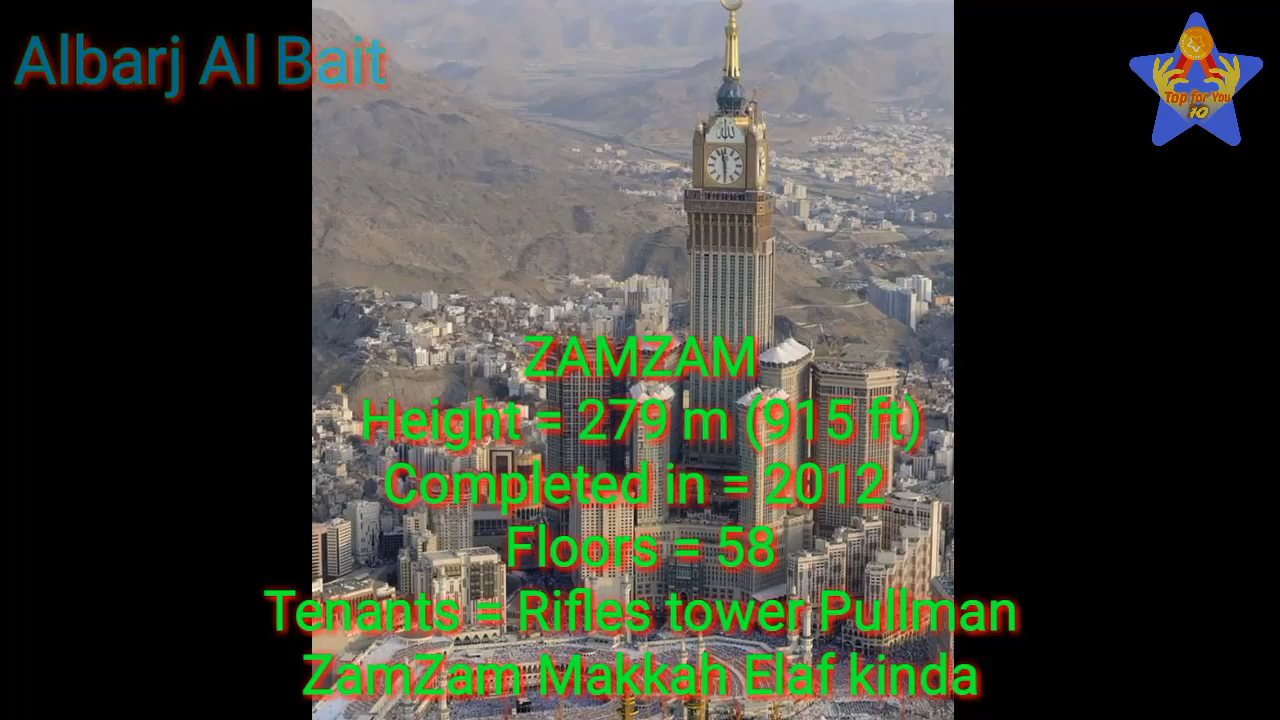 Albarj Al Bait
Top for You
10
الله
ZAMZAM
Height = 279 m (915 ft)
Completed in = 2012
Floors = 58
Tenants = Rifles tower Pullman
ZamZam Makkah Elaf kinda